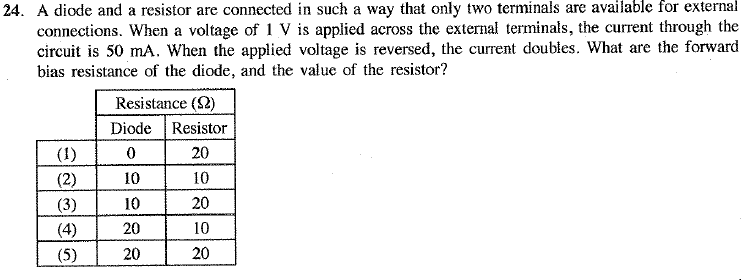 24. A diode and a resistor are connected in such a way that only two terminals are available for external
connections. When a voltage of 1 V is applied across the external terminals, the current through the
circuit is 50 mA. When the applied voltage is reversed, the current doubles. What are the forward
bias resistance of the diode, and the value of the resistor?
Resistance (Ω)
Diode Resistor
(1) 0 20
(2) 10 10
(3) 10 20
(4) 20 10
(5) 20 20